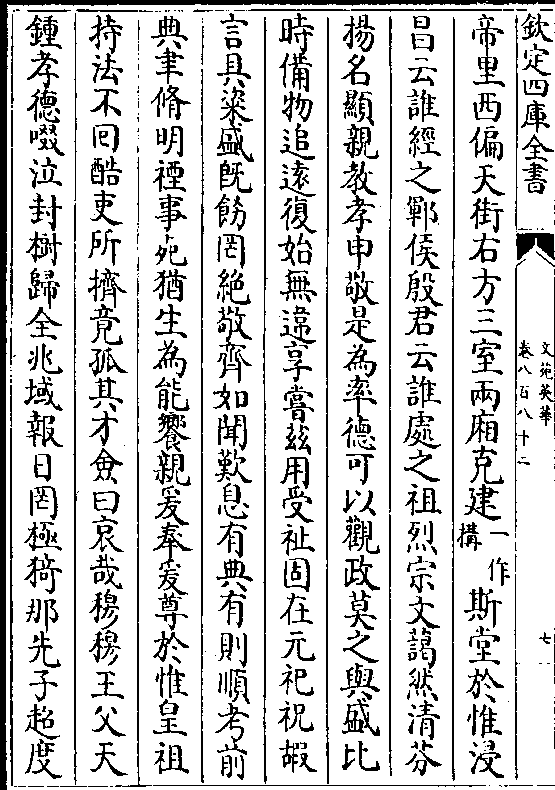 欽定四庫全書
文苑英華
卷八百八十二
七
帝里西偏天街右方三室兩廂克建一作構斯堂於惟浸
昌云誰經之鄆侯殷君云誰處之祖烈宗文藹然清芬
揚名顯親教孝申敬是為率德可以觀政莫之與盛比
時備物追遠復始無違享嘗兹用受祉固在元祀祝嘏
言具粢盛既飭罔絶敬齊如聞歎息有典有則順考前
典聿脩明禋事苑猶生為能饗親爰奉爰尊於惟皇祖
持法不囘酷吏所擠竟孤其才僉曰哀哉穆穆王父天
鍾孝德啜泣封樹歸全兆域報日罔極猗那先子超度